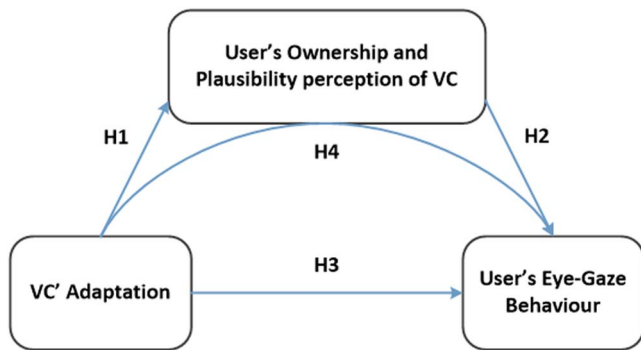 User's Ownership and
Plausibility perception of VC
H1
H4
H2
VC' Adaptation
H3
User's Eye-Gaze
Behaviour